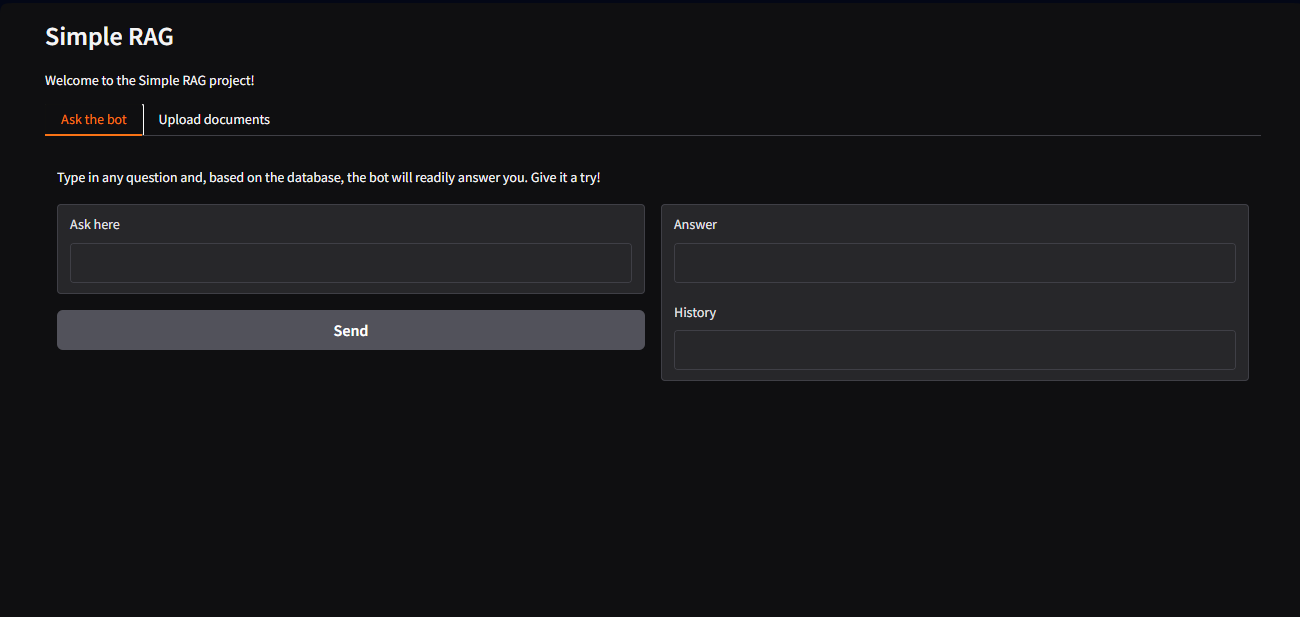 Simple RAG
Welcome to the Simple RAG project!
Ask the bot
Upload documents
Type in any question and, based on the database, the bot will readily answer you. Give it a try!
Ask here
Send
Answer
History